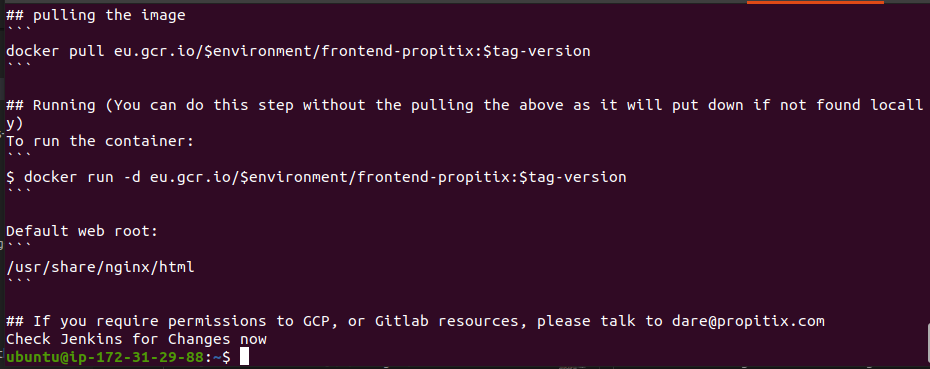 ## pulling the image
```
docker pull eu.gcr.io/$environment/frontend-propitix:$tag-version
```
## Running (You can do this step without the pulling the above as it will put down if not found locall
y)
To run the container:
```
$ docker run -d eu.gcr.io/$environment/frontend-propitix:$tag-version
```
Default web root:
```
/usr/share/nginx/html
```
## If you require permissions to GCP, or Gitlab resources, please talk to dare@propitix.com
Check Jenkins for Changes now
ubuntu@ip-172-31-29-88:~$